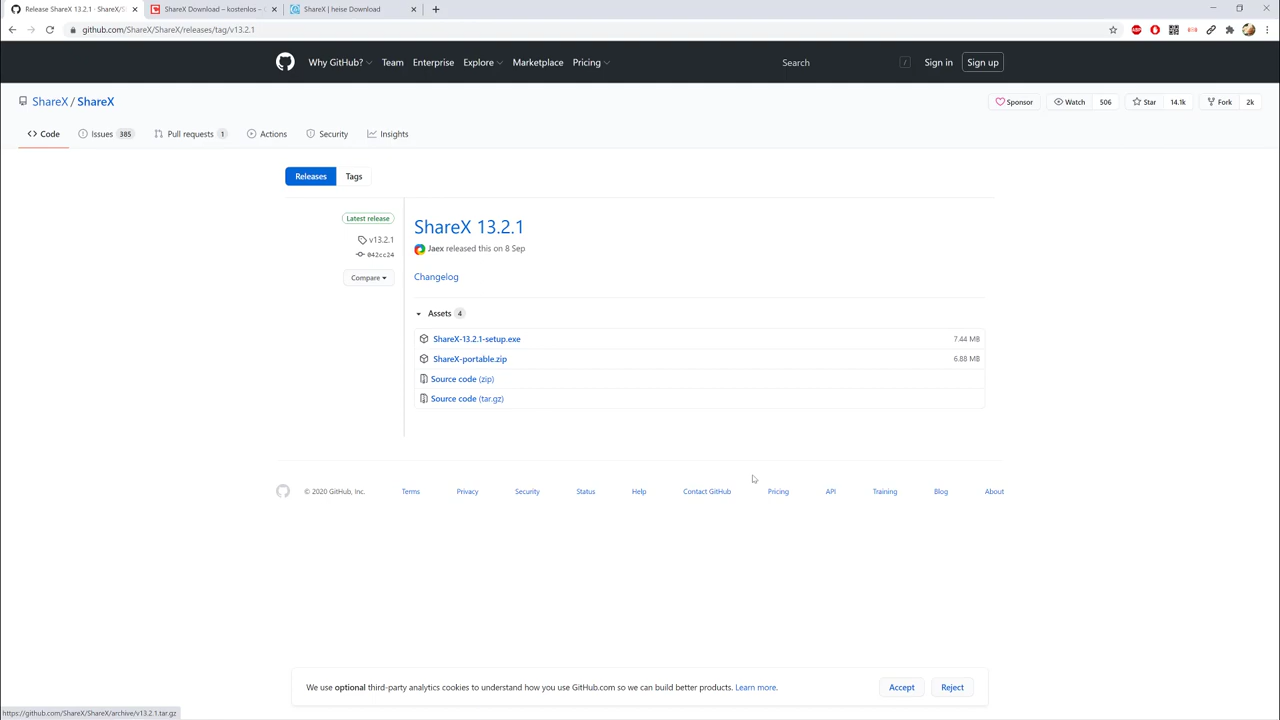 Release ShareX 13.2.1 · ShareX/S
ShareX Download – kostenlos –
ShareX | heise Download
github.com/ShareX/ShareX/releases/tag/v13.2.1
Why GitHub?
Team
Enterprise
Explore
Marketplace
Pricing
Search
/
Sign in
Sign up
ShareX / ShareX
Sponsor
Watch 506
Star 14.1k
Fork 2k
Code
Issues 385
Pull requests 1
Actions
Security
Insights
Releases
Tags
Latest release
v13.2.1
042cc24
Compare
ShareX 13.2.1
Jaex released this on 8 Sep
Changelog
Assets 4
ShareX-13.2.1-setup.exe 7.44 MB
ShareX-portable.zip 6.88 MB
Source code (zip)
Source code (tar.gz)
© 2020 GitHub, Inc.
Terms
Privacy
Security
Status
Help
Contact GitHub
Pricing
API
Training
Blog
About
We use optional third-party analytics cookies to understand how you use GitHub.com so we can build better products. Learn more.
Accept
Reject
https://github.com/ShareX/ShareX/archive/v13.2.1.tar.gz